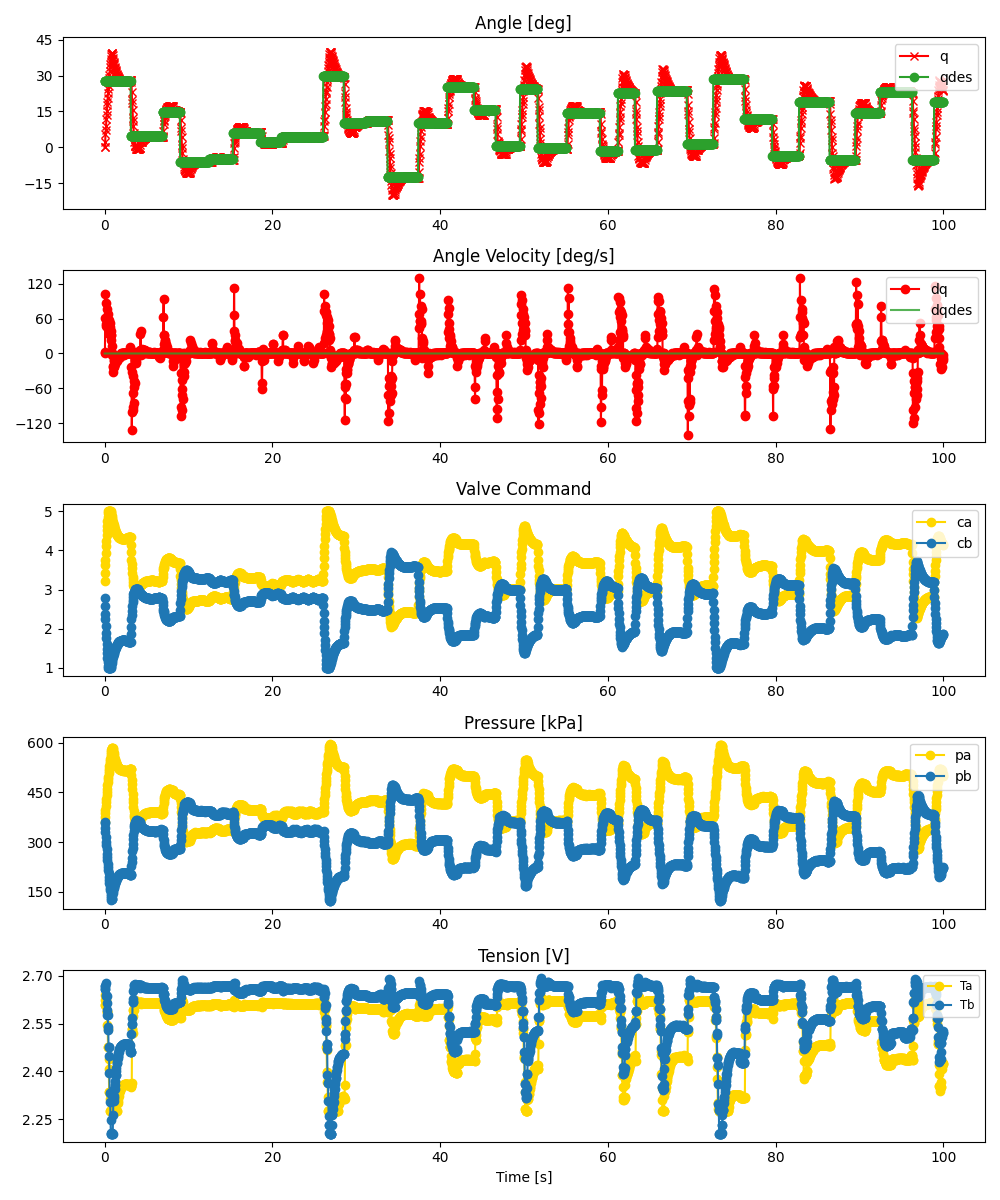 Angle [deg]
45
30
15
0
−15
q
qdes
0 20 40 60 80 100
Angle Velocity [deg/s]
120
60
0
−60
−120
dq
dqdes
0 20 40 60 80 100
Valve Command
5
4
3
2
1
ca
cb
0 20 40 60 80 100
Pressure [kPa]
600
450
300
150
pa
pb
0 20 40 60 80 100
Tension [V]
2.70
2.55
2.40
2.25
Ta
Tb
0 20 40 60 80 100
Time [s]